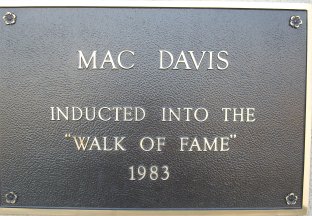 MAC DAVIS
INDUCTED INTO THE
"WALK OF FAME"
1983